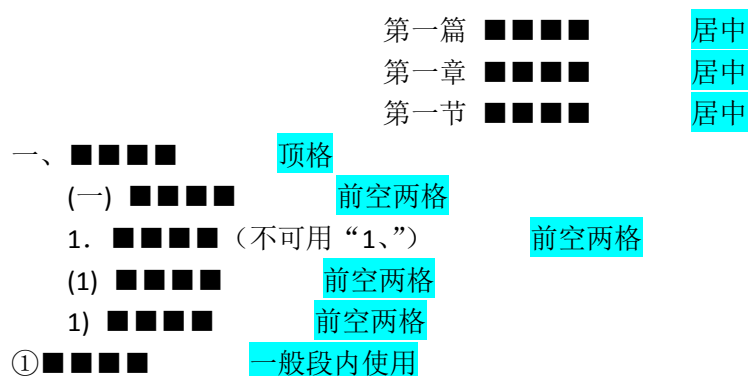 第一篇 ■■■■ 居中
第一章 ■■■■ 居中
第一节 ■■■■ 居中
一、■■■■ 顶格
(一) ■■■■ 前空两格
1. ■■■■（不可用“1、”） 前空两格
(1) ■■■■ 前空两格
1) ■■■■ 前空两格
①■■■■ 一般段内使用